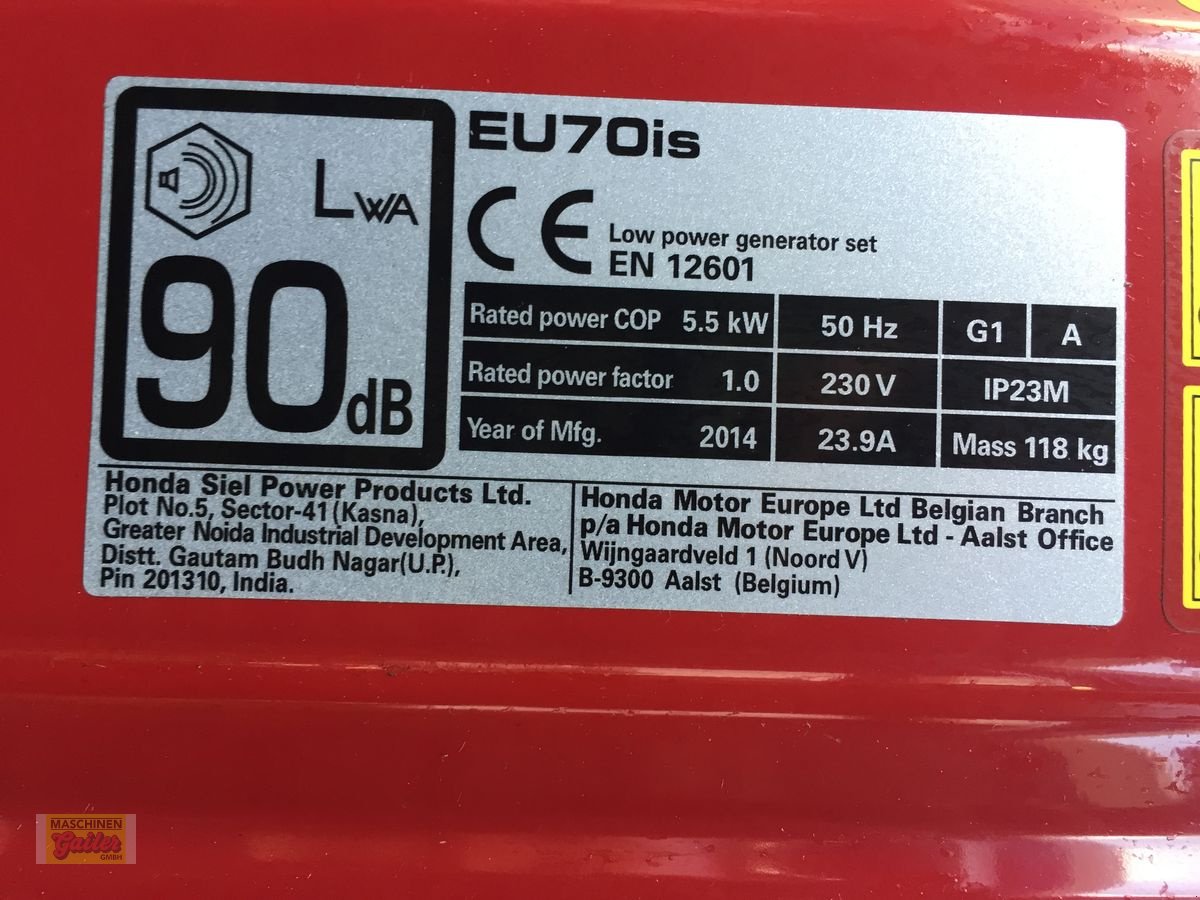 EU70is
LWA
90dB
CE
Low power generator set
EN 12601
Rated power COP 5.5 kW 50 Hz G1 A
Rated power factor 1.0 230 V IP23M
Year of Mfg. 2014 23.9A Mass 118 kg
Honda Siel Power Products Ltd.
Plot No.5, Sector-41 (Kasna),
Greater Noida Industrial Development Area,
Distt. Gautam Budh Nagar(U.P.),
Pin 201310, India.
Honda Motor Europe Ltd Belgian Branch
p/a Honda Motor Europe Ltd - Aalst Office
Wijngaardveld 1 (Noord V)
B-9300 Aalst (Belgium)
MASCHINEN
Gailer
GMBH